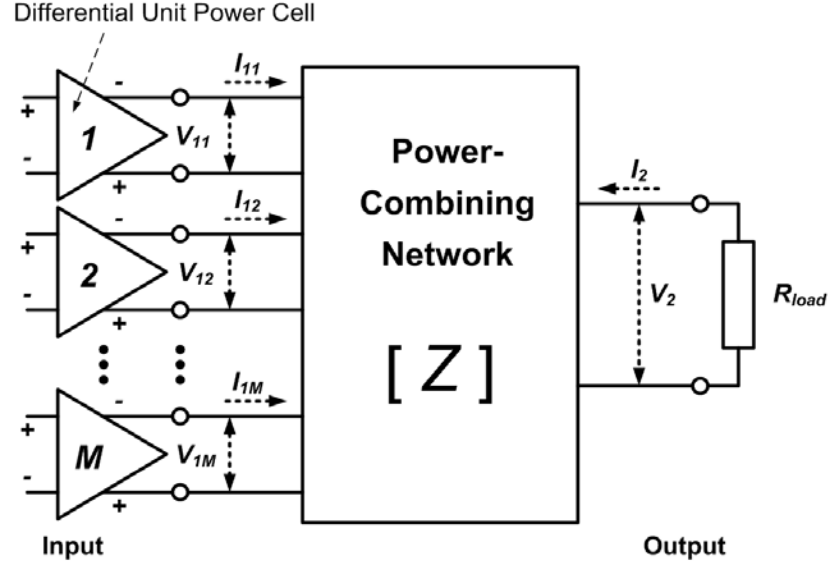 Differential Unit Power Cell
+
-
1
-
+
I11
V11
+
-
2
-
+
I12
V12
+
-
M
-
+
I1M
V1M
Power-
Combining
Network
[ Z ]
I2
V2
Rload
Input
Output